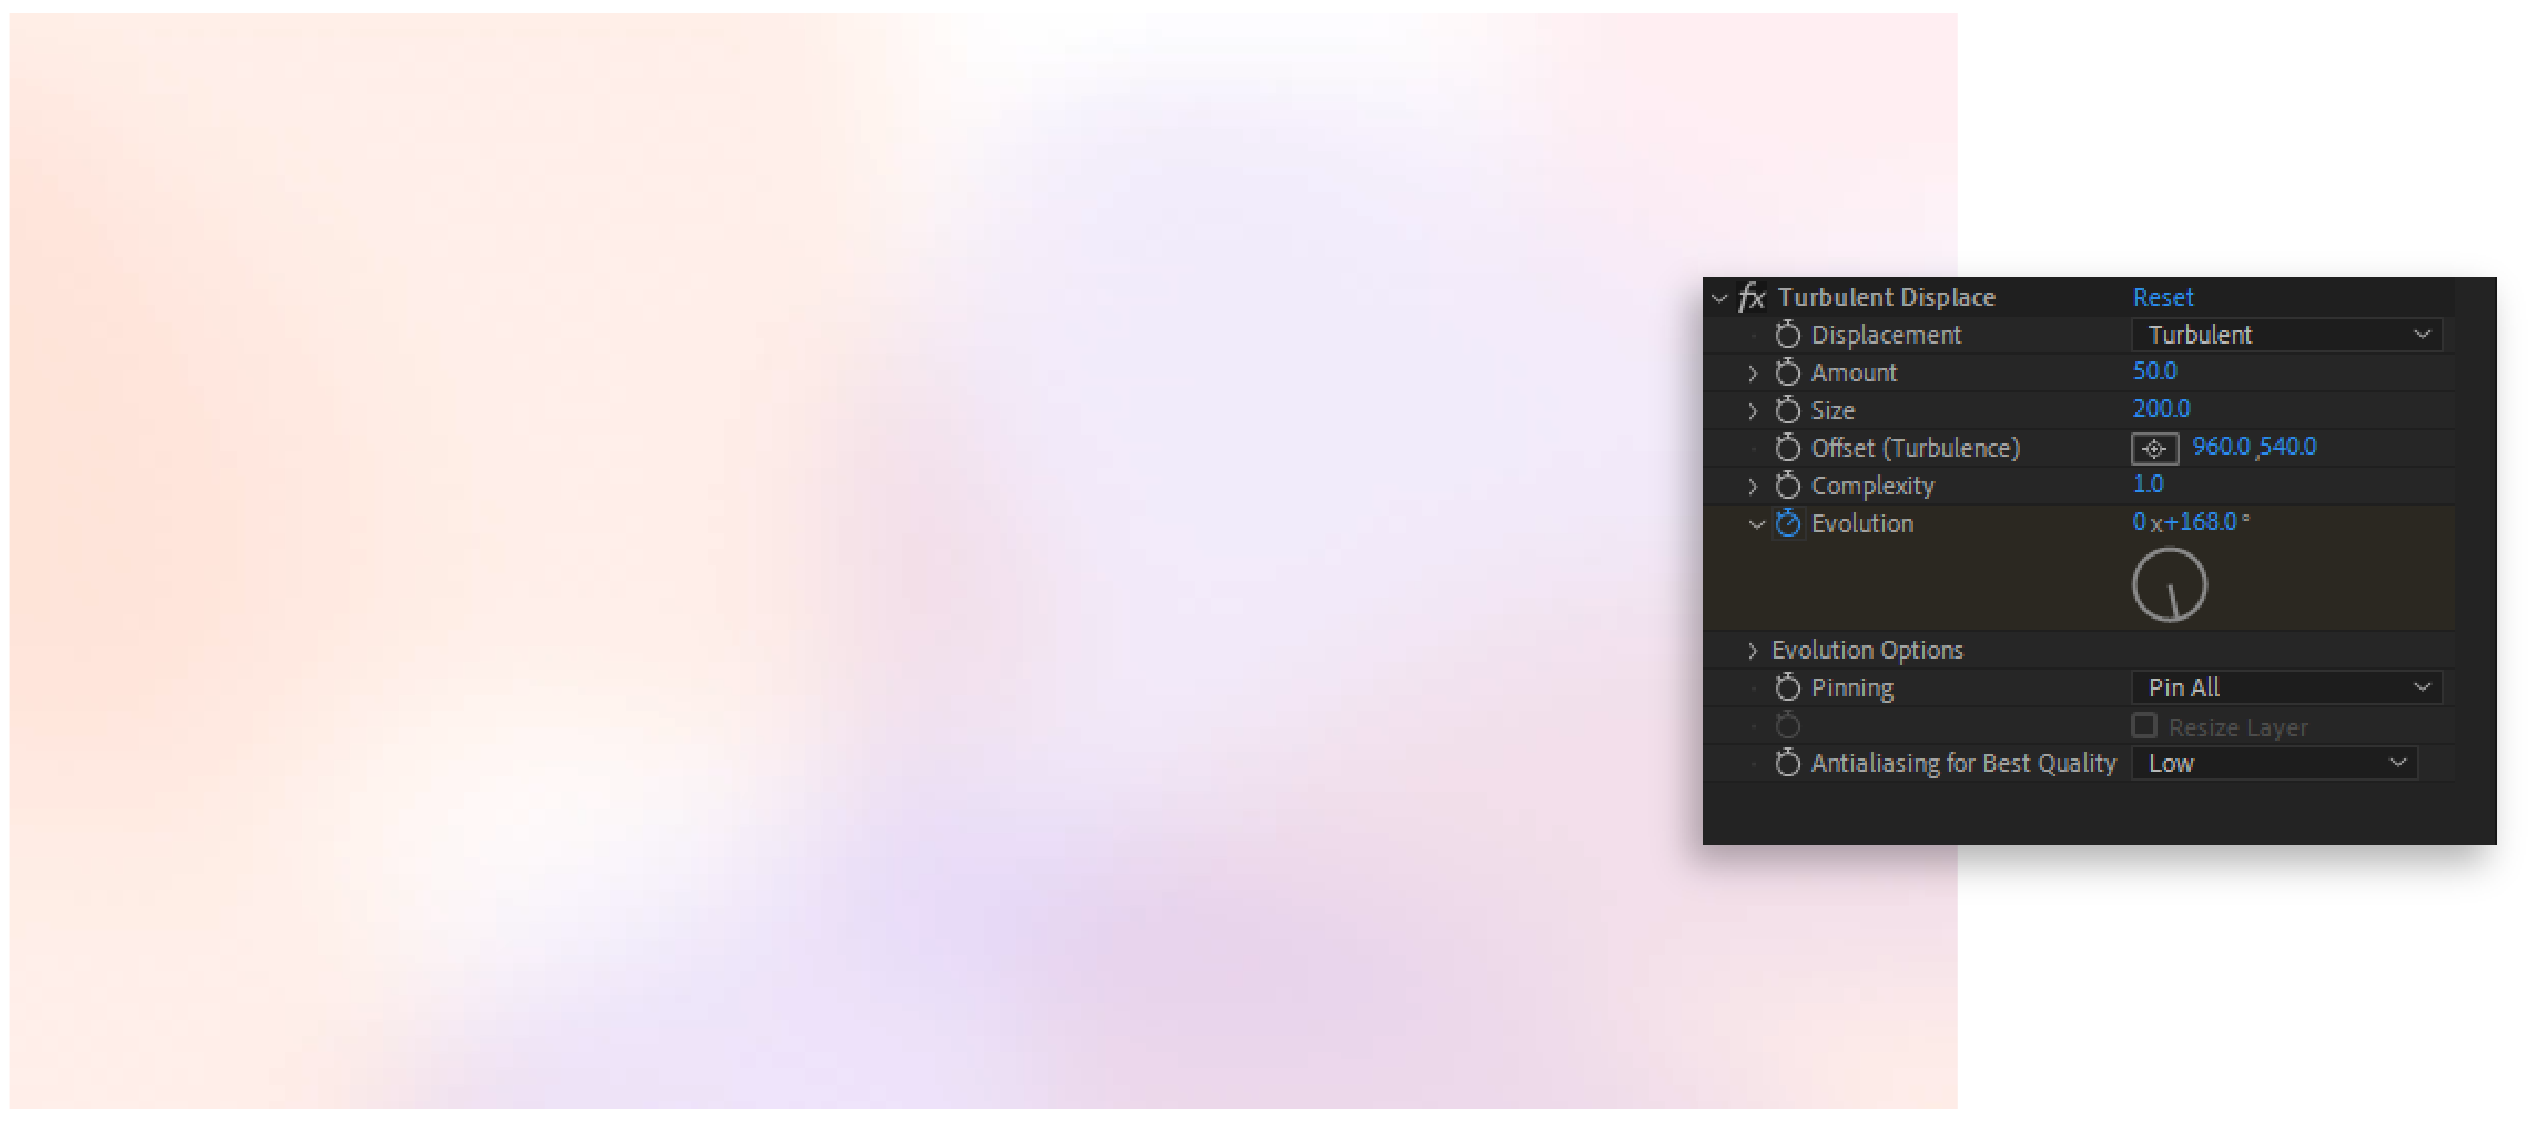 fx Turbulent Displace Reset
Displacement Turbulent
Amount 50.0
Size 200.0
Offset (Turbulence) 960.0 ,540.0
Complexity 1.0
Evolution 0 x+168.0 °
Evolution Options
Pinning Pin All
Resize Layer
Antialiasing for Best Quality Low